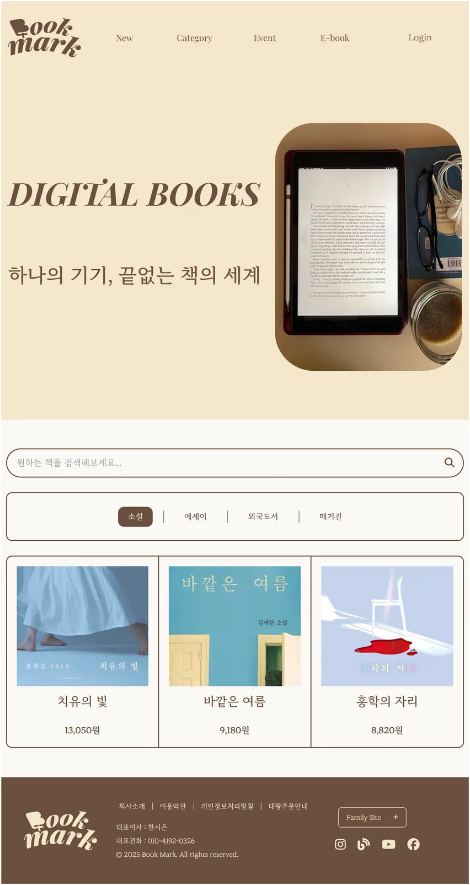 Book
mark
New Category Event E-book Login
DIGITAL BOOKS
하나의 기기, 끝없는 책의 세계
원하는 책을 검색해보세요...
소설 | 에세이 | 외국도서 | 매거진
치유의 빛
바깥은 여름
김애란 소설
치유의 빛 바깥은 여름 홍학의 자리
13,050원 9,180원 8,820원
Book
mark
회사소개 | 이용약관 | 개인정보처리방침 | 대량주문안내
대표이사 : 한시은
대표전화 : 010-4192-0326
© 2025 Book Mark. All rights reserved.
Family Site +